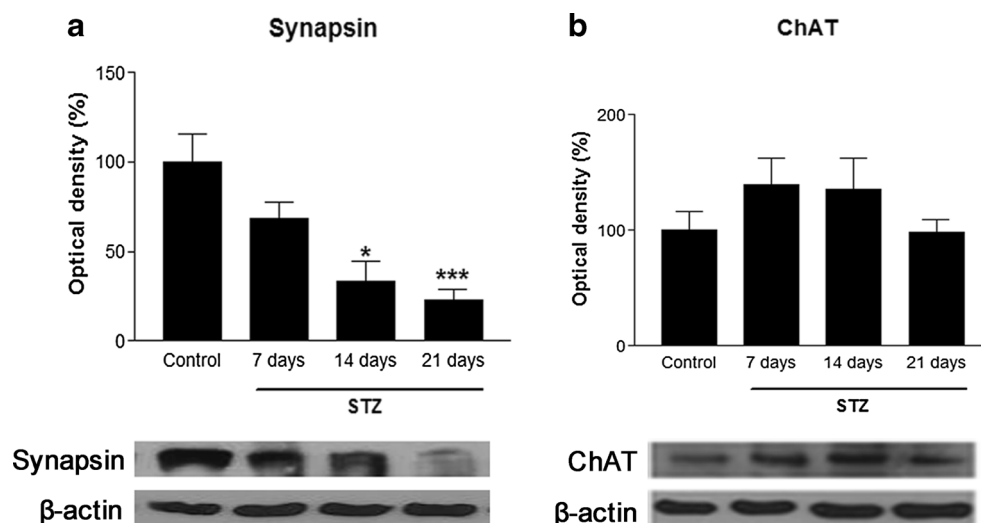 a Synapsin
Optical density (%)
150
100
50
0
* ***
Control 7 days 14 days 21 days
STZ
Synapsin
β-actin
b ChAT
Optical density (%)
200
100
0
Control 7 days 14 days 21 days
STZ
ChAT
β-actin